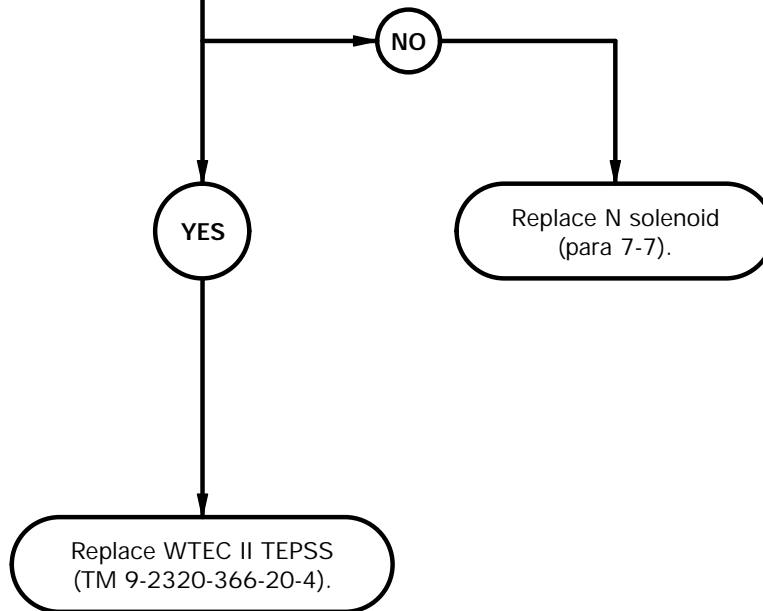 NO
YES
Replace N solenoid
(para 7-7).
Replace WTEC II TEPSS
(TM 9-2320-366-20-4).